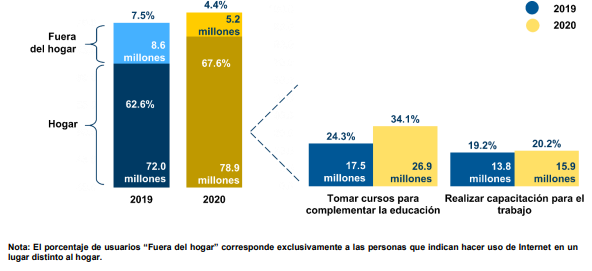 2019
2020
7.5%
4.4%
Fuera
del hogar
8.6
millones
5.2
millones
62.6%
67.6%
Hogar
72.0
millones
78.9
millones
2019
2020
24.3%
34.1%
19.2%
20.2%
17.5
millones
26.9
millones
13.8
millones
15.9
millones
Tomar cursos para
complementar la educación
Realizar capacitación para el
trabajo
Nota: El porcentaje de usuarios “Fuera del hogar” corresponde exclusivamente a las personas que indican hacer uso de Internet en un
lugar distinto al hogar.